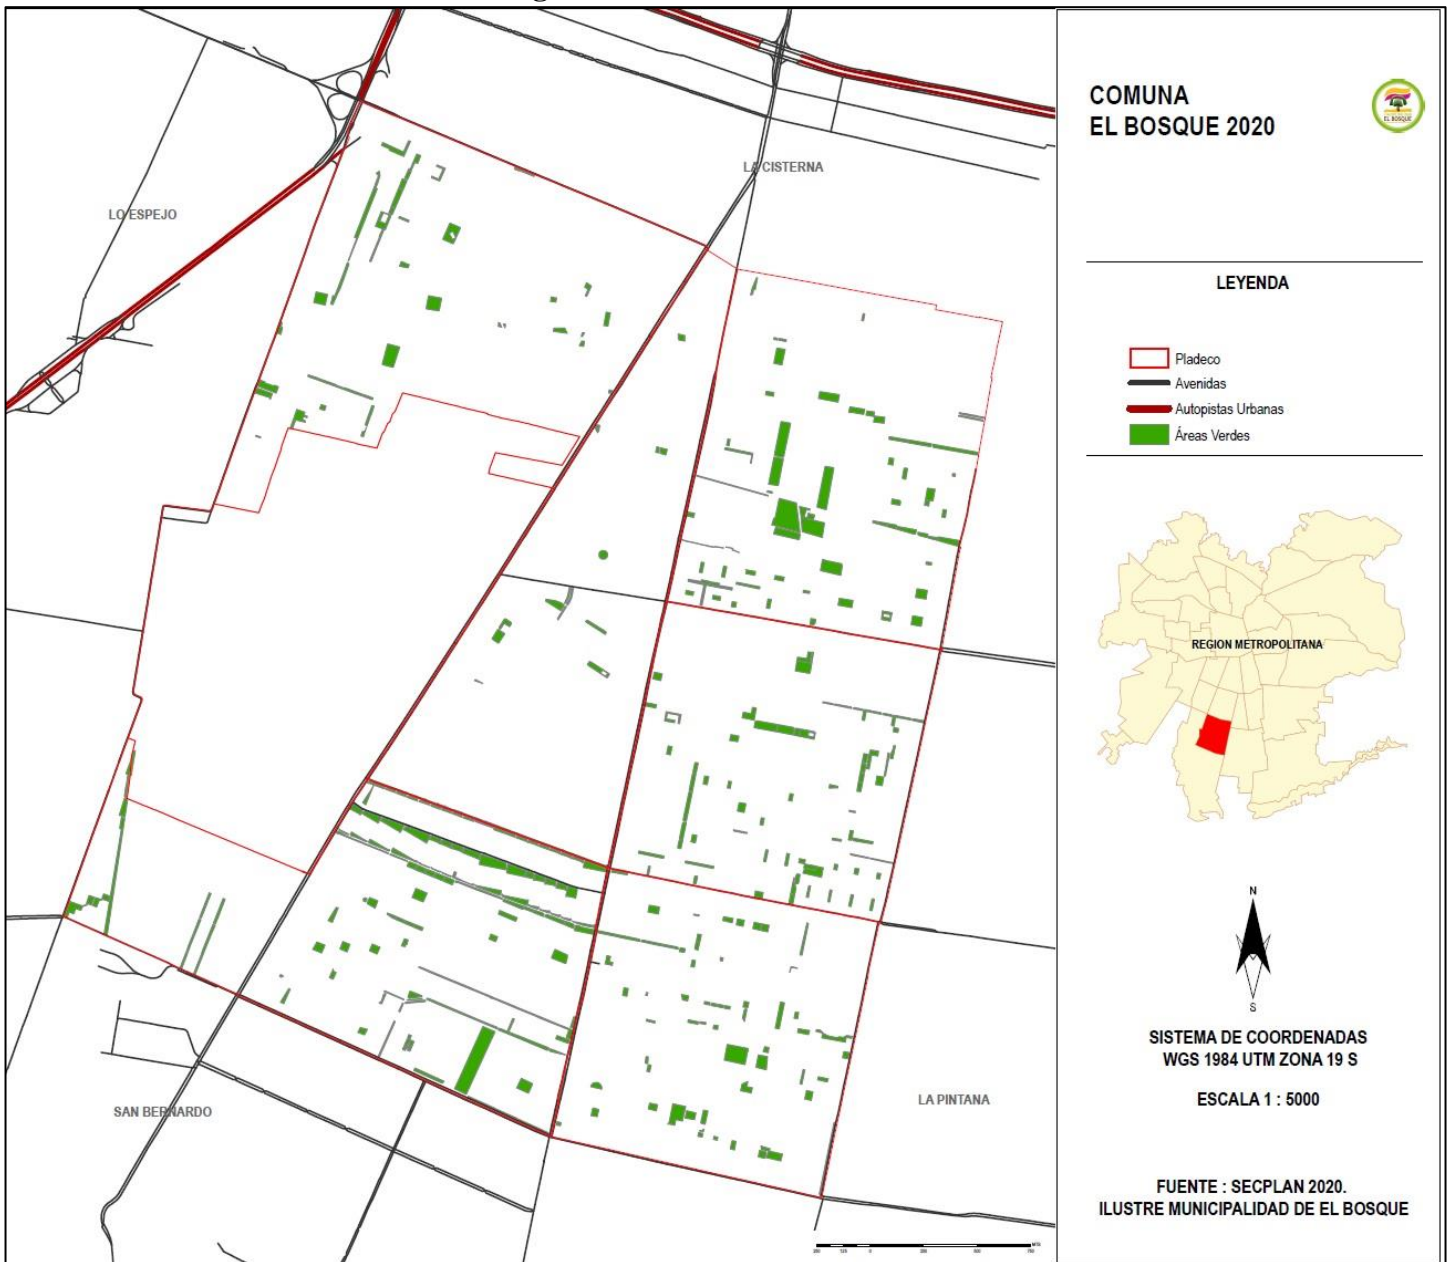 LO ESPEJO
LA CISTERNA
SAN BERNARDO
LA PINTANA
COMUNA
EL BOSQUE 2020
EL BOSQUE
LEYENDA
Pladeco
Avenidas
Autopistas Urbanas
Áreas Verdes
REGION METROPOLITANA
N
S
SISTEMA DE COORDENADAS
WGS 1984 UTM ZONA 19 S
ESCALA 1 : 5000
FUENTE : SECPLAN 2020.
ILUSTRE MUNICIPALIDAD DE EL BOSQUE